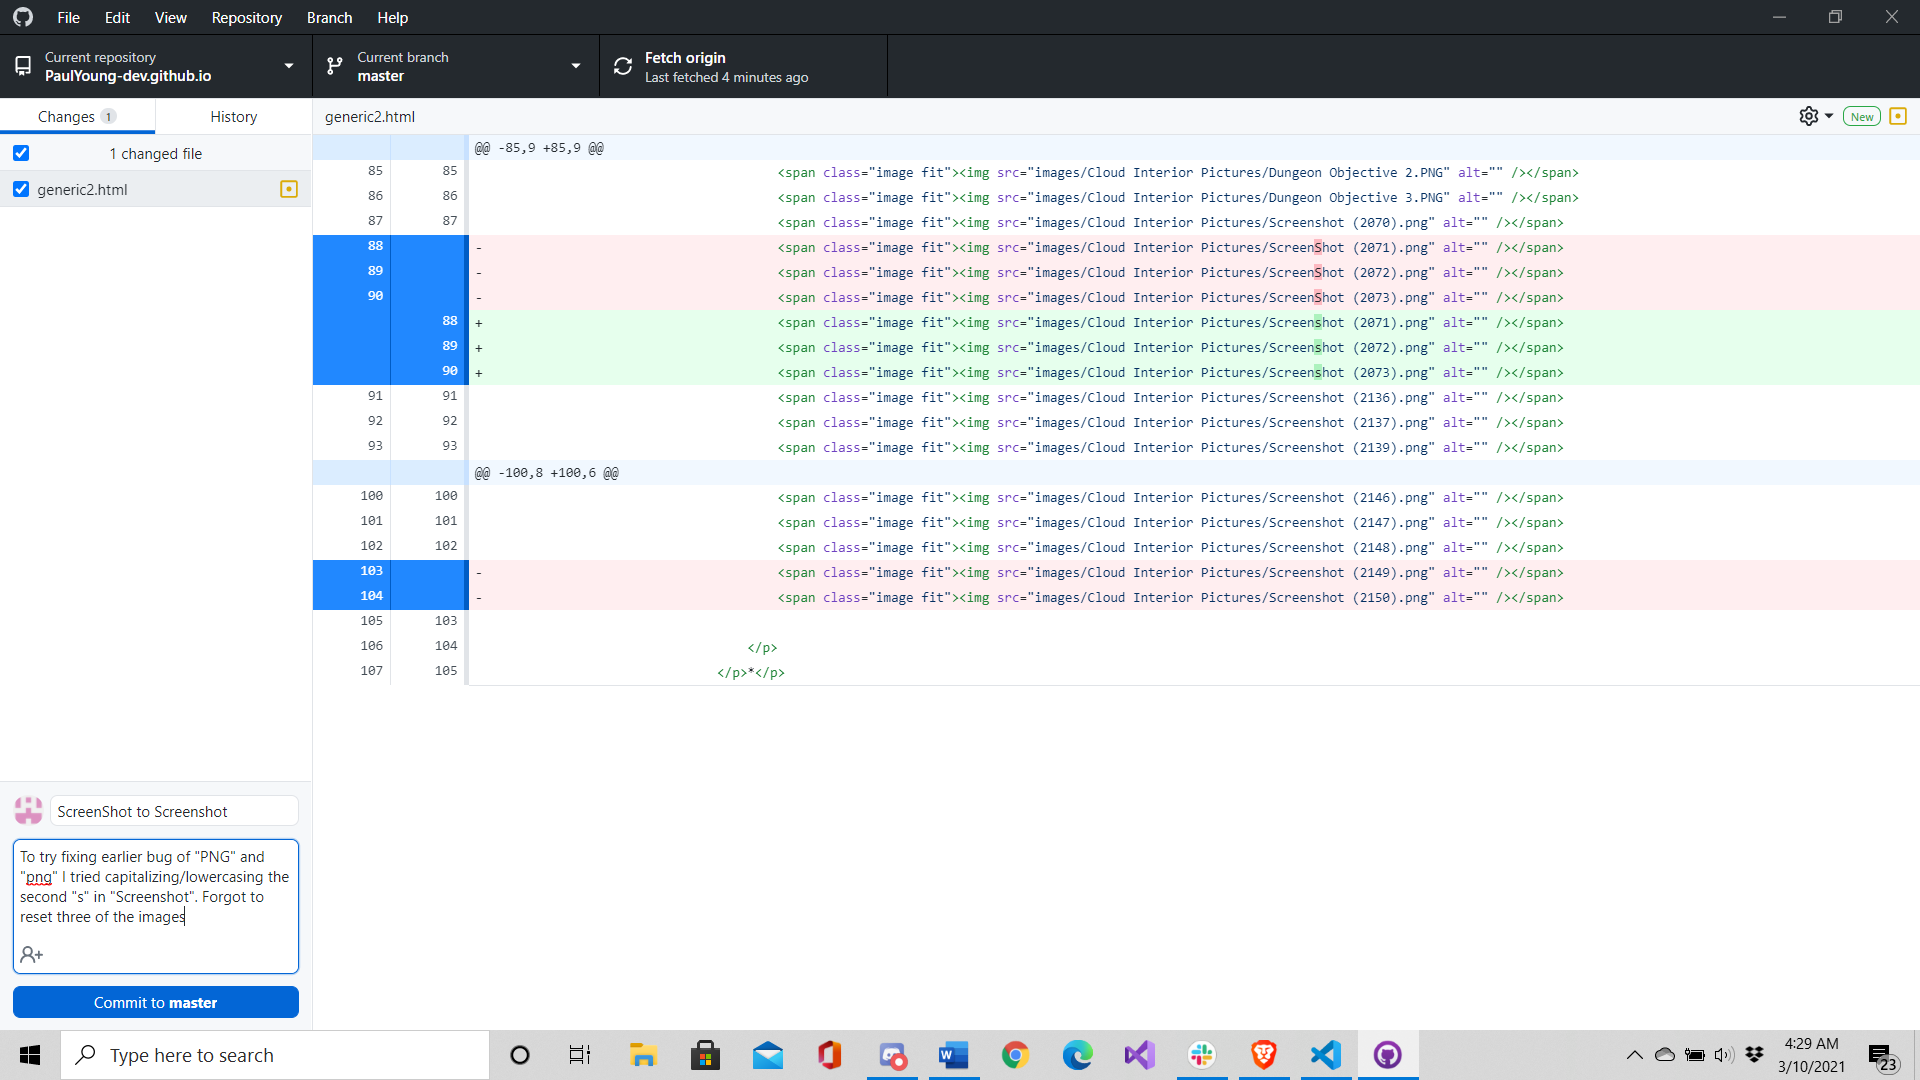 File Edit View Repository Branch Help
Current repository
PaulYoung-dev.github.io
Current branch
master
Fetch origin
Last fetched 4 minutes ago
Changes 1
History
generic2.html
New
1 changed file
generic2.html
@@ -85,9 +85,9 @@
85 85 <span class="image fit"><img src="images/Cloud Interior Pictures/Dungeon Objective 2.PNG" alt="" /></span>
86 86 <span class="image fit"><img src="images/Cloud Interior Pictures/Dungeon Objective 3.PNG" alt="" /></span>
87 87 <span class="image fit"><img src="images/Cloud Interior Pictures/Screenshot (2070).png" alt="" /></span>
88 - <span class="image fit"><img src="images/Cloud Interior Pictures/ScreenShot (2071).png" alt="" /></span>
89 - <span class="image fit"><img src="images/Cloud Interior Pictures/ScreenShot (2072).png" alt="" /></span>
90 - <span class="image fit"><img src="images/Cloud Interior Pictures/ScreenShot (2073).png" alt="" /></span>
88 + <span class="image fit"><img src="images/Cloud Interior Pictures/Screenshot (2071).png" alt="" /></span>
89 + <span class="image fit"><img src="images/Cloud Interior Pictures/Screenshot (2072).png" alt="" /></span>
90 + <span class="image fit"><img src="images/Cloud Interior Pictures/Screenshot (2073).png" alt="" /></span>
91 91 <span class="image fit"><img src="images/Cloud Interior Pictures/Screenshot (2136).png" alt="" /></span>
92 92 <span class="image fit"><img src="images/Cloud Interior Pictures/Screenshot (2137).png" alt="" /></span>
93 93 <span class="image fit"><img src="images/Cloud Interior Pictures/Screenshot (2139).png" alt="" /></span>
@@ -100,8 +100,6 @@
100 100 <span class="image fit"><img src="images/Cloud Interior Pictures/Screenshot (2146).png" alt="" /></span>
101 101 <span class="image fit"><img src="images/Cloud Interior Pictures/Screenshot (2147).png" alt="" /></span>
102 102 <span class="image fit"><img src="images/Cloud Interior Pictures/Screenshot (2148).png" alt="" /></span>
103 - <span class="image fit"><img src="images/Cloud Interior Pictures/Screenshot (2149).png" alt="" /></span>
104 - <span class="image fit"><img src="images/Cloud Interior Pictures/Screenshot (2150).png" alt="" /></span>
105 103
106 104 </p>
107 105 </p>*</p>
ScreenShot to Screenshot
To try fixing earlier bug of "PNG" and
"png" I tried capitalizing/lowercasing the
second "s" in "Screenshot". Forgot to
reset three of the images
Commit to master
Type here to search
4:29 AM
3/10/2021
23